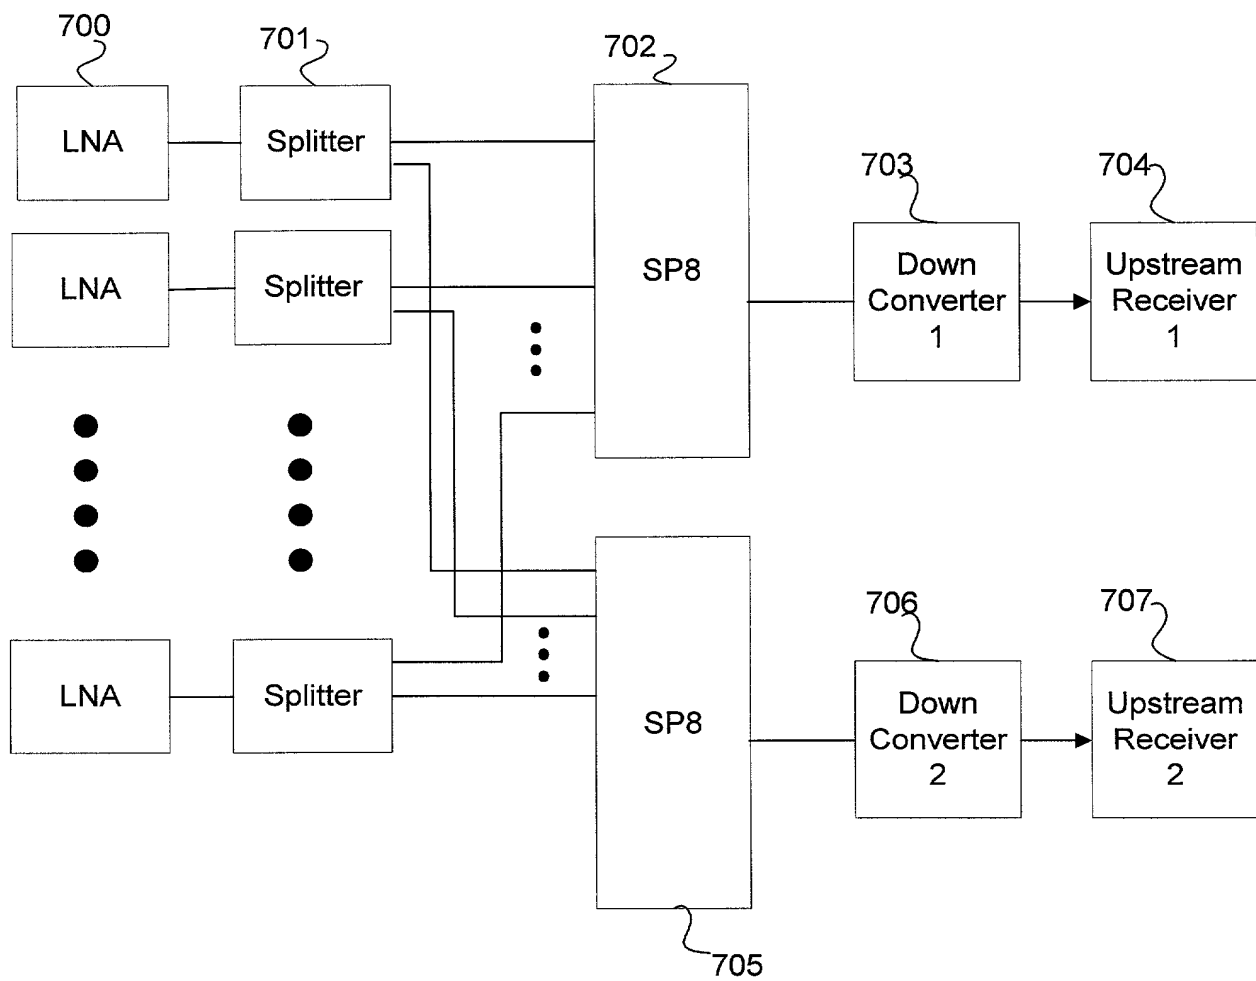 700
701
702
LNA
Splitter
703
704
LNA
Splitter
SP8
Down
Converter
1
Upstream
Receiver
1
706
707
LNA
Splitter
SP8
Down
Converter
2
Upstream
Receiver
2
705